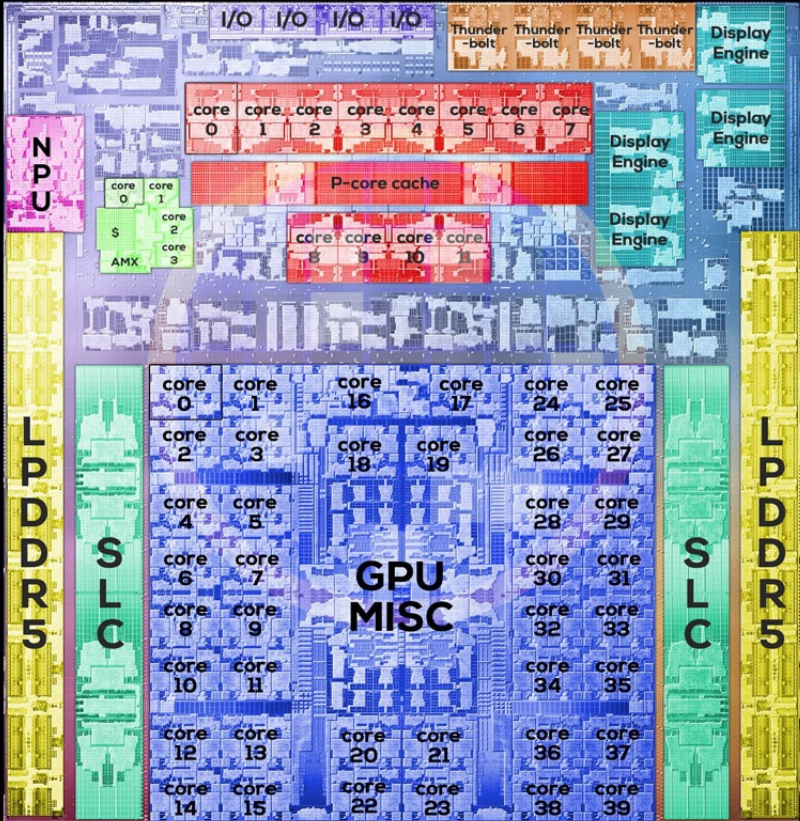 I/O I/O I/O I/O
Thunder Thunder Thunder Thunder
-bolt -bolt -bolt -bolt
Display
Engine
core core core core core core core core
0 1 2 3 4 5 6 7
Display
Engine
Display
Engine
NPU
P-core cache
core core
0 1
core
2
$
core
3
AMX
Display
Engine
core core core core
8 9 10 11
core core core core core core
0 1 16 17 24 25
core core core core core core
2 3 18 19 26 27
LPDDR5
SLC
core core core core
4 5 28 29
core core core core
6 7 30 31
GPU
MISC
core core core core
8 9 32 33
core core core core
10 11 34 35
core core core core core core
12 13 20 21 36 37
core core core core core core
14 15 22 23 38 39
SLC
LPDDR5